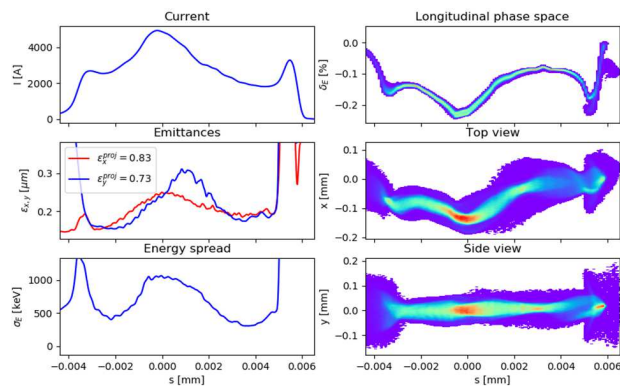 Current
Longitudinal phase space
I [A]
4000
2000
0
δE [%]
0.0
−0.1
−0.2
Emittances
Top view
εx,y [μm]
0.3
0.2
εx^proj = 0.83
εy^proj = 0.73
x [mm]
0.1
0.0
−0.1
−0.2
Energy spread
Side view
σE [keV]
1000
500
0
y [mm]
0.2
0.1
0.0
−0.1
−0.004 −0.002 0.000 0.002 0.004 0.006
s [mm]
−0.004 −0.002 0.000 0.002 0.004 0.006
s [mm]